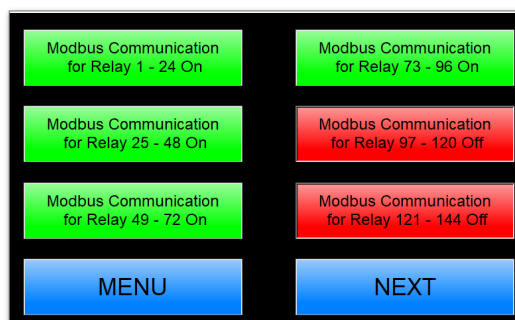 Modbus Communication
for Relay 1 - 24 On
Modbus Communication
for Relay 25 - 48 On
Modbus Communication
for Relay 49 - 72 On
MENU
Modbus Communication
for Relay 73 - 96 On
Modbus Communication
for Relay 97 - 120 Off
Modbus Communication
for Relay 121 - 144 Off
NEXT